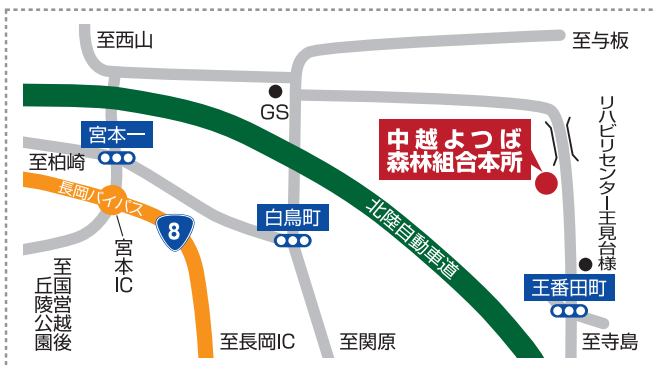 至西山
至与板
GS
リハビリセンター王見台様
宮本一
中越よつば
森林組合本所
至柏崎
長岡バイパス
8
白鳥町
北陸自動車道
宮本IC
至国営越後
丘陵公園
王番田町
至長岡IC
至関原
至寺島